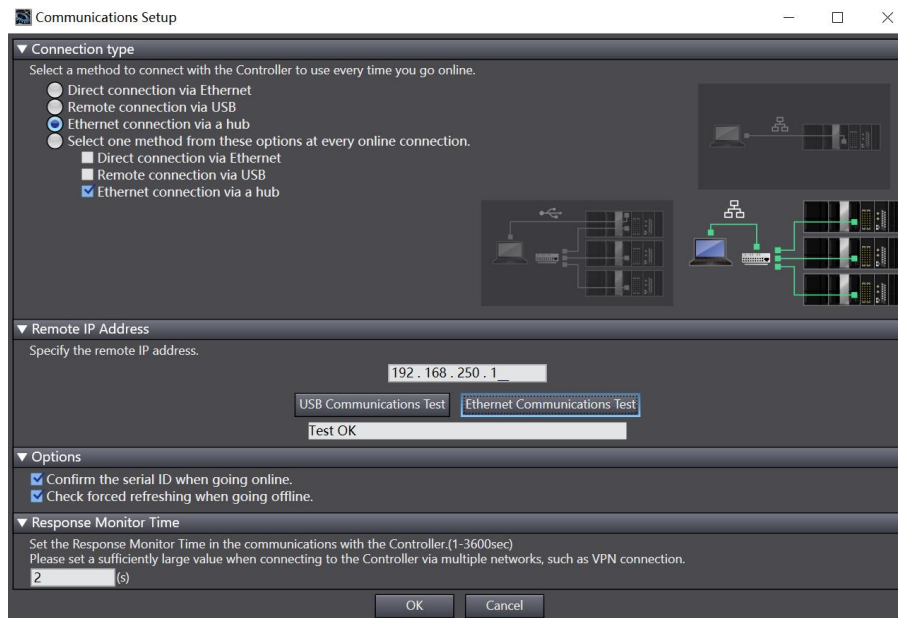 Communications Setup
Connection type
Select a method to connect with the Controller to use every time you go online.
Direct connection via Ethernet
Remote connection via USB
Ethernet connection via a hub
Select one method from these options at every online connection.
Direct connection via Ethernet
Remote connection via USB
Ethernet connection via a hub
Remote IP Address
Specify the remote IP address.
192 . 168 . 250 . 1__
USB Communications Test Ethernet Communications Test
Test OK
Options
Confirm the serial ID when going online.
Check forced refreshing when going offline.
Response Monitor Time
Set the Response Monitor Time in the communications with the Controller.(1-3600sec)
Please set a sufficiently large value when connecting to the Controller via multiple networks, such as VPN connection.
2 (s)
OK Cancel